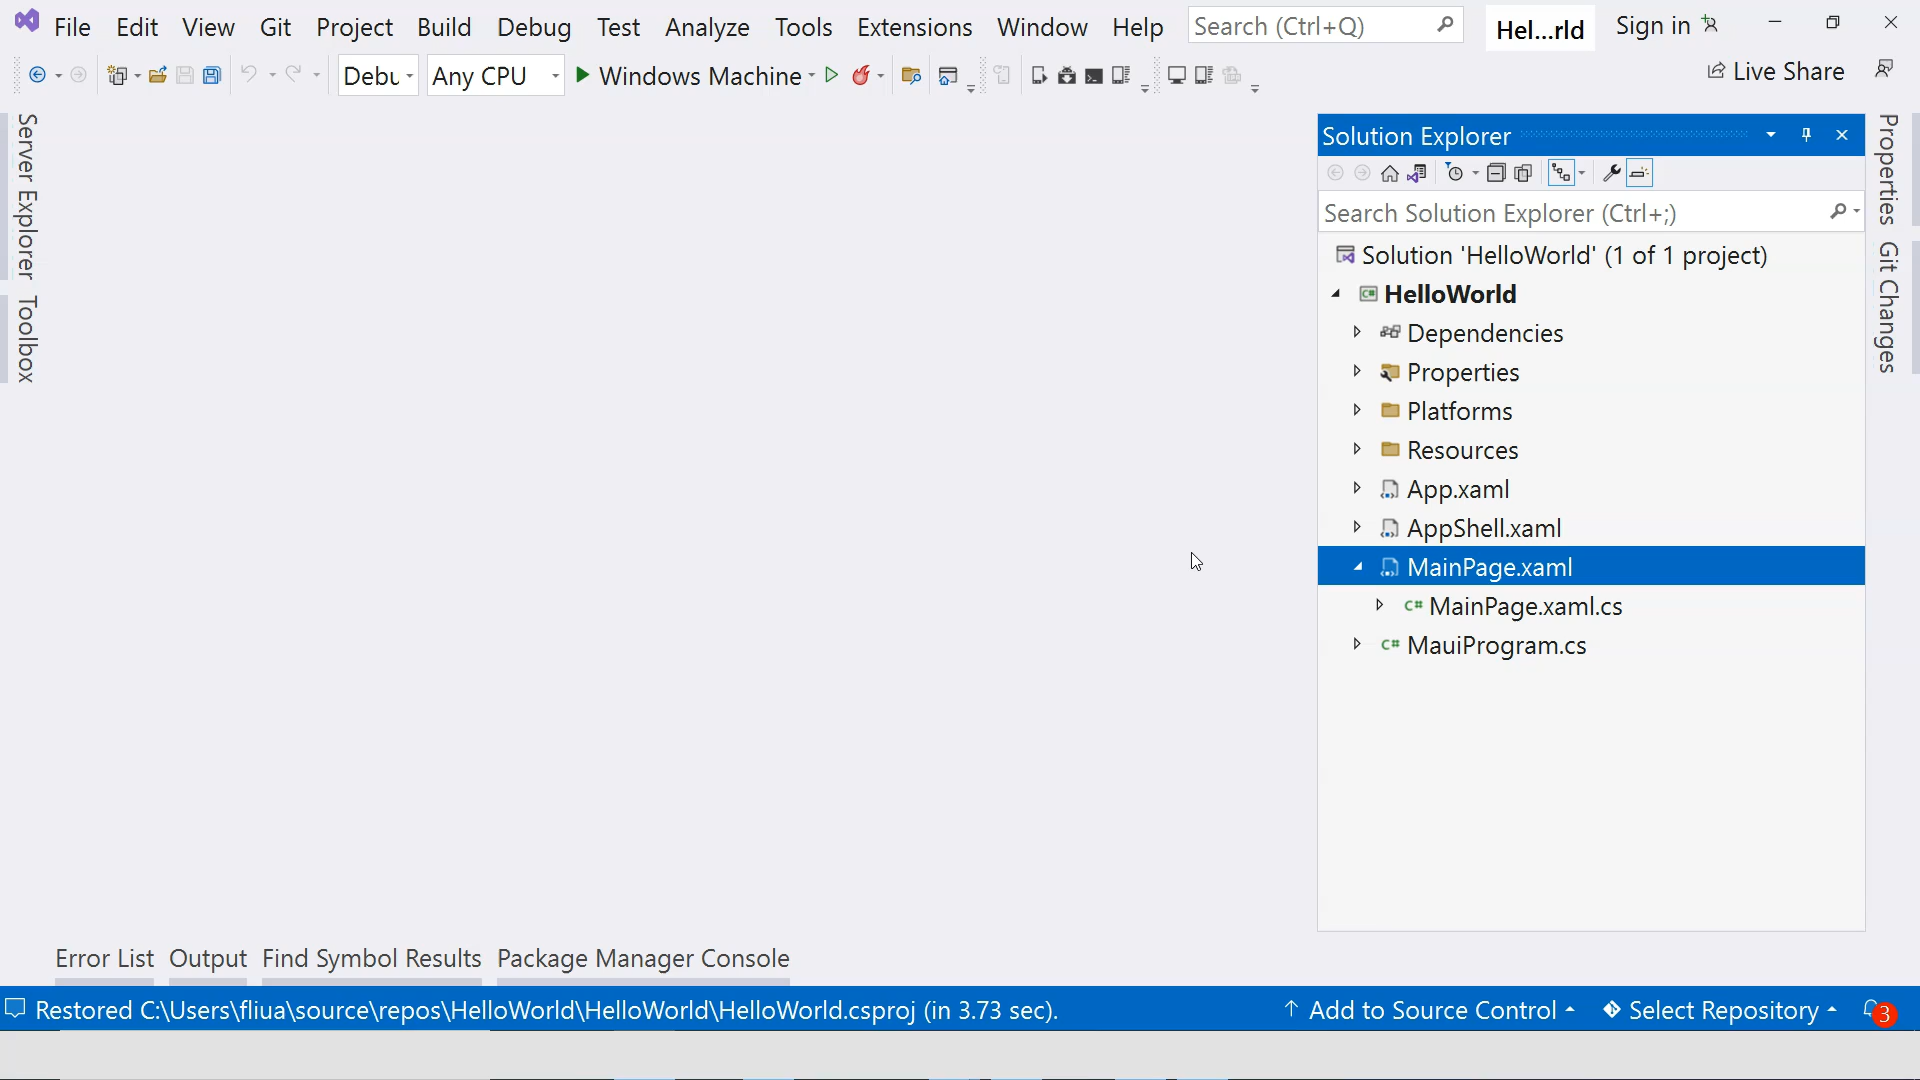 File Edit View Git Project Build Debug Test Analyze Tools Extensions Window Help Search (Ctrl+Q) Hel...rld Sign in
Debu Any CPU Windows Machine Live Share
Server Explorer
Toolbox
Solution Explorer
Search Solution Explorer (Ctrl+;)
Solution 'HelloWorld' (1 of 1 project)
C# HelloWorld
Dependencies
Properties
Platforms
Resources
App.xaml
AppShell.xaml
MainPage.xaml
C# MainPage.xaml.cs
C# MauiProgram.cs
Properties
Git Changes
Error List Output Find Symbol Results Package Manager Console
Restored C:\Users\fliua\source\repos\HelloWorld\HelloWorld\HelloWorld.csproj (in 3.73 sec). Add to Source Control Select Repository 3